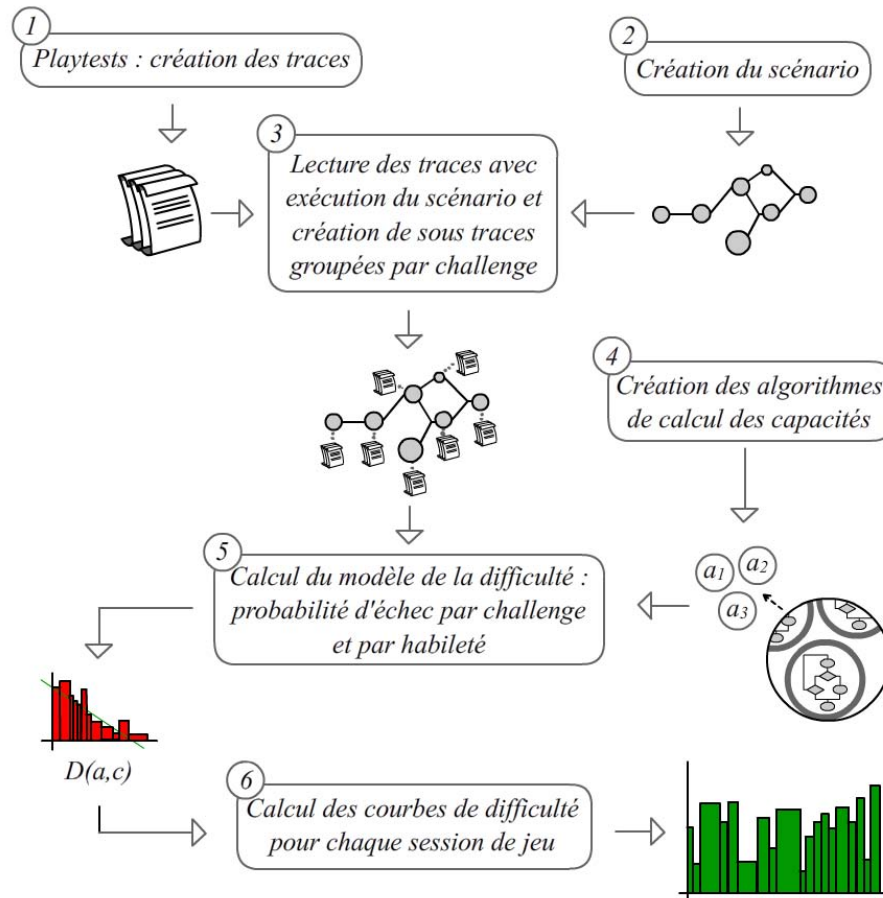 1
Playtests : création des traces
2
Création du scénario
3
Lecture des traces avec
exécution du scénario et
création de sous traces
groupées par challenge
4
Création des algorithmes
de calcul des capacités
5
Calcul du modèle de la difficulté :
probabilité d'échec par challenge
et par habileté
a1
a2
a3
D(a,c)
6
Calcul des courbes de difficulté
pour chaque session de jeu